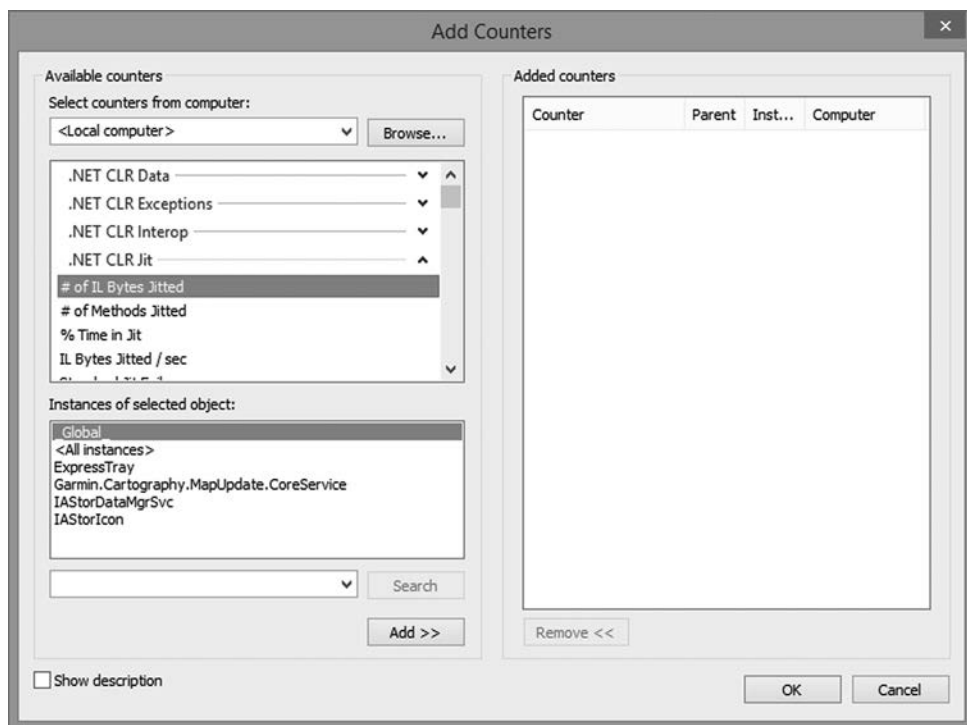 Add Counters
Available counters
Select counters from computer:
<Local computer>
Browse...
.NET CLR Data
.NET CLR Exceptions
.NET CLR Interop
.NET CLR Jit
# of IL Bytes Jitted
# of Methods Jitted
% Time in Jit
IL Bytes Jitted / sec
Instances of selected object:
_Global_
<All instances>
ExpressTray
Garmin.Cartography.MapUpdate.CoreService
IAStorDataMgrSvc
IAStorIcon
Search
Add >>
Show description
Added counters
Counter Parent Inst... Computer
Remove <<
OK
Cancel